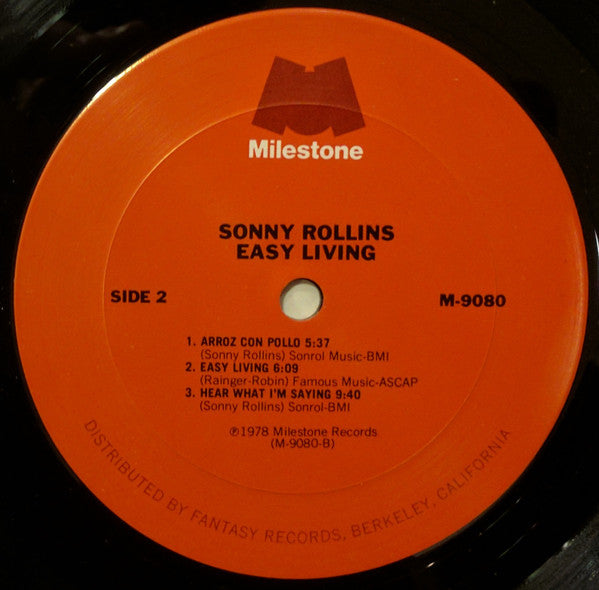 Milestone
SONNY ROLLINS
EASY LIVING
SIDE 2
M-9080
1. ARROZ CON POLLO 5:37
(Sonny Rollins) Sonrol Music-BMI
2. EASY LIVING 6:09
(Rainger-Robin) Famous Music-ASCAP
3. HEAR WHAT I'M SAYING 9:40
(Sonny Rollins) Sonrol-BMI
℗1978 Milestone Records
(M-9080-B)
DISTRIBUTED BY FANTASY RECORDS, BERKELEY, CALIFORNIA